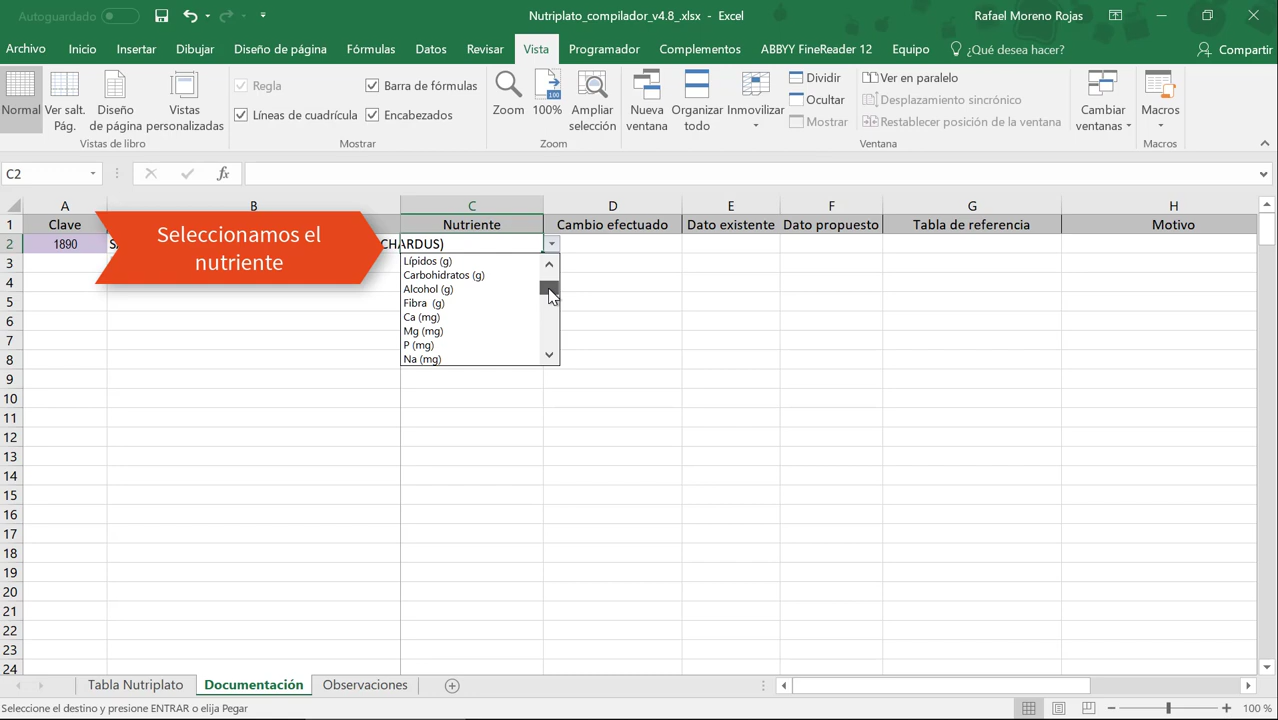 Autoguardado
Nutriplato_compilador_v4.8_.xlsx - Excel
Rafael Moreno Rojas
Archivo Inicio Insertar Dibujar Diseño de página Fórmulas Datos Revisar Vista Programador Complementos ABBYY FineReader 12 Equipo ¿Qué desea hacer? Compartir
Normal
Ver salt. Pág.
Diseño de página
Vistas personalizadas
Vistas de libro
Regla
Barra de fórmulas
Líneas de cuadrícula
Encabezados
Mostrar
Zoom
100%
Ampliar selección
Zoom
Nueva ventana
Organizar todo
Inmovilizar
Dividir
Ocultar
Mostrar
Ver en paralelo
Desplazamiento sincrónico
Restablecer posición de la ventana
Ventana
Cambiar ventanas
Macros
Macros
C2
fx
A B C D E F G H
1 Clave Nutriente Cambio efectuado Dato existente Dato propuesto Tabla de referencia Motivo
2 1890 CHARDUS)
Seleccionamos el
nutriente
Lípidos (g)
Carbohidratos (g)
Alcohol (g)
Fibra (g)
Ca (mg)
Mg (mg)
P (mg)
Na (mg)
3
4
5
6
7
8
9
10
11
12
13
14
15
16
17
18
19
20
21
22
23
24
Tabla Nutriplato Documentación Observaciones
Seleccione el destino y presione ENTRAR o elija Pegar
100 %